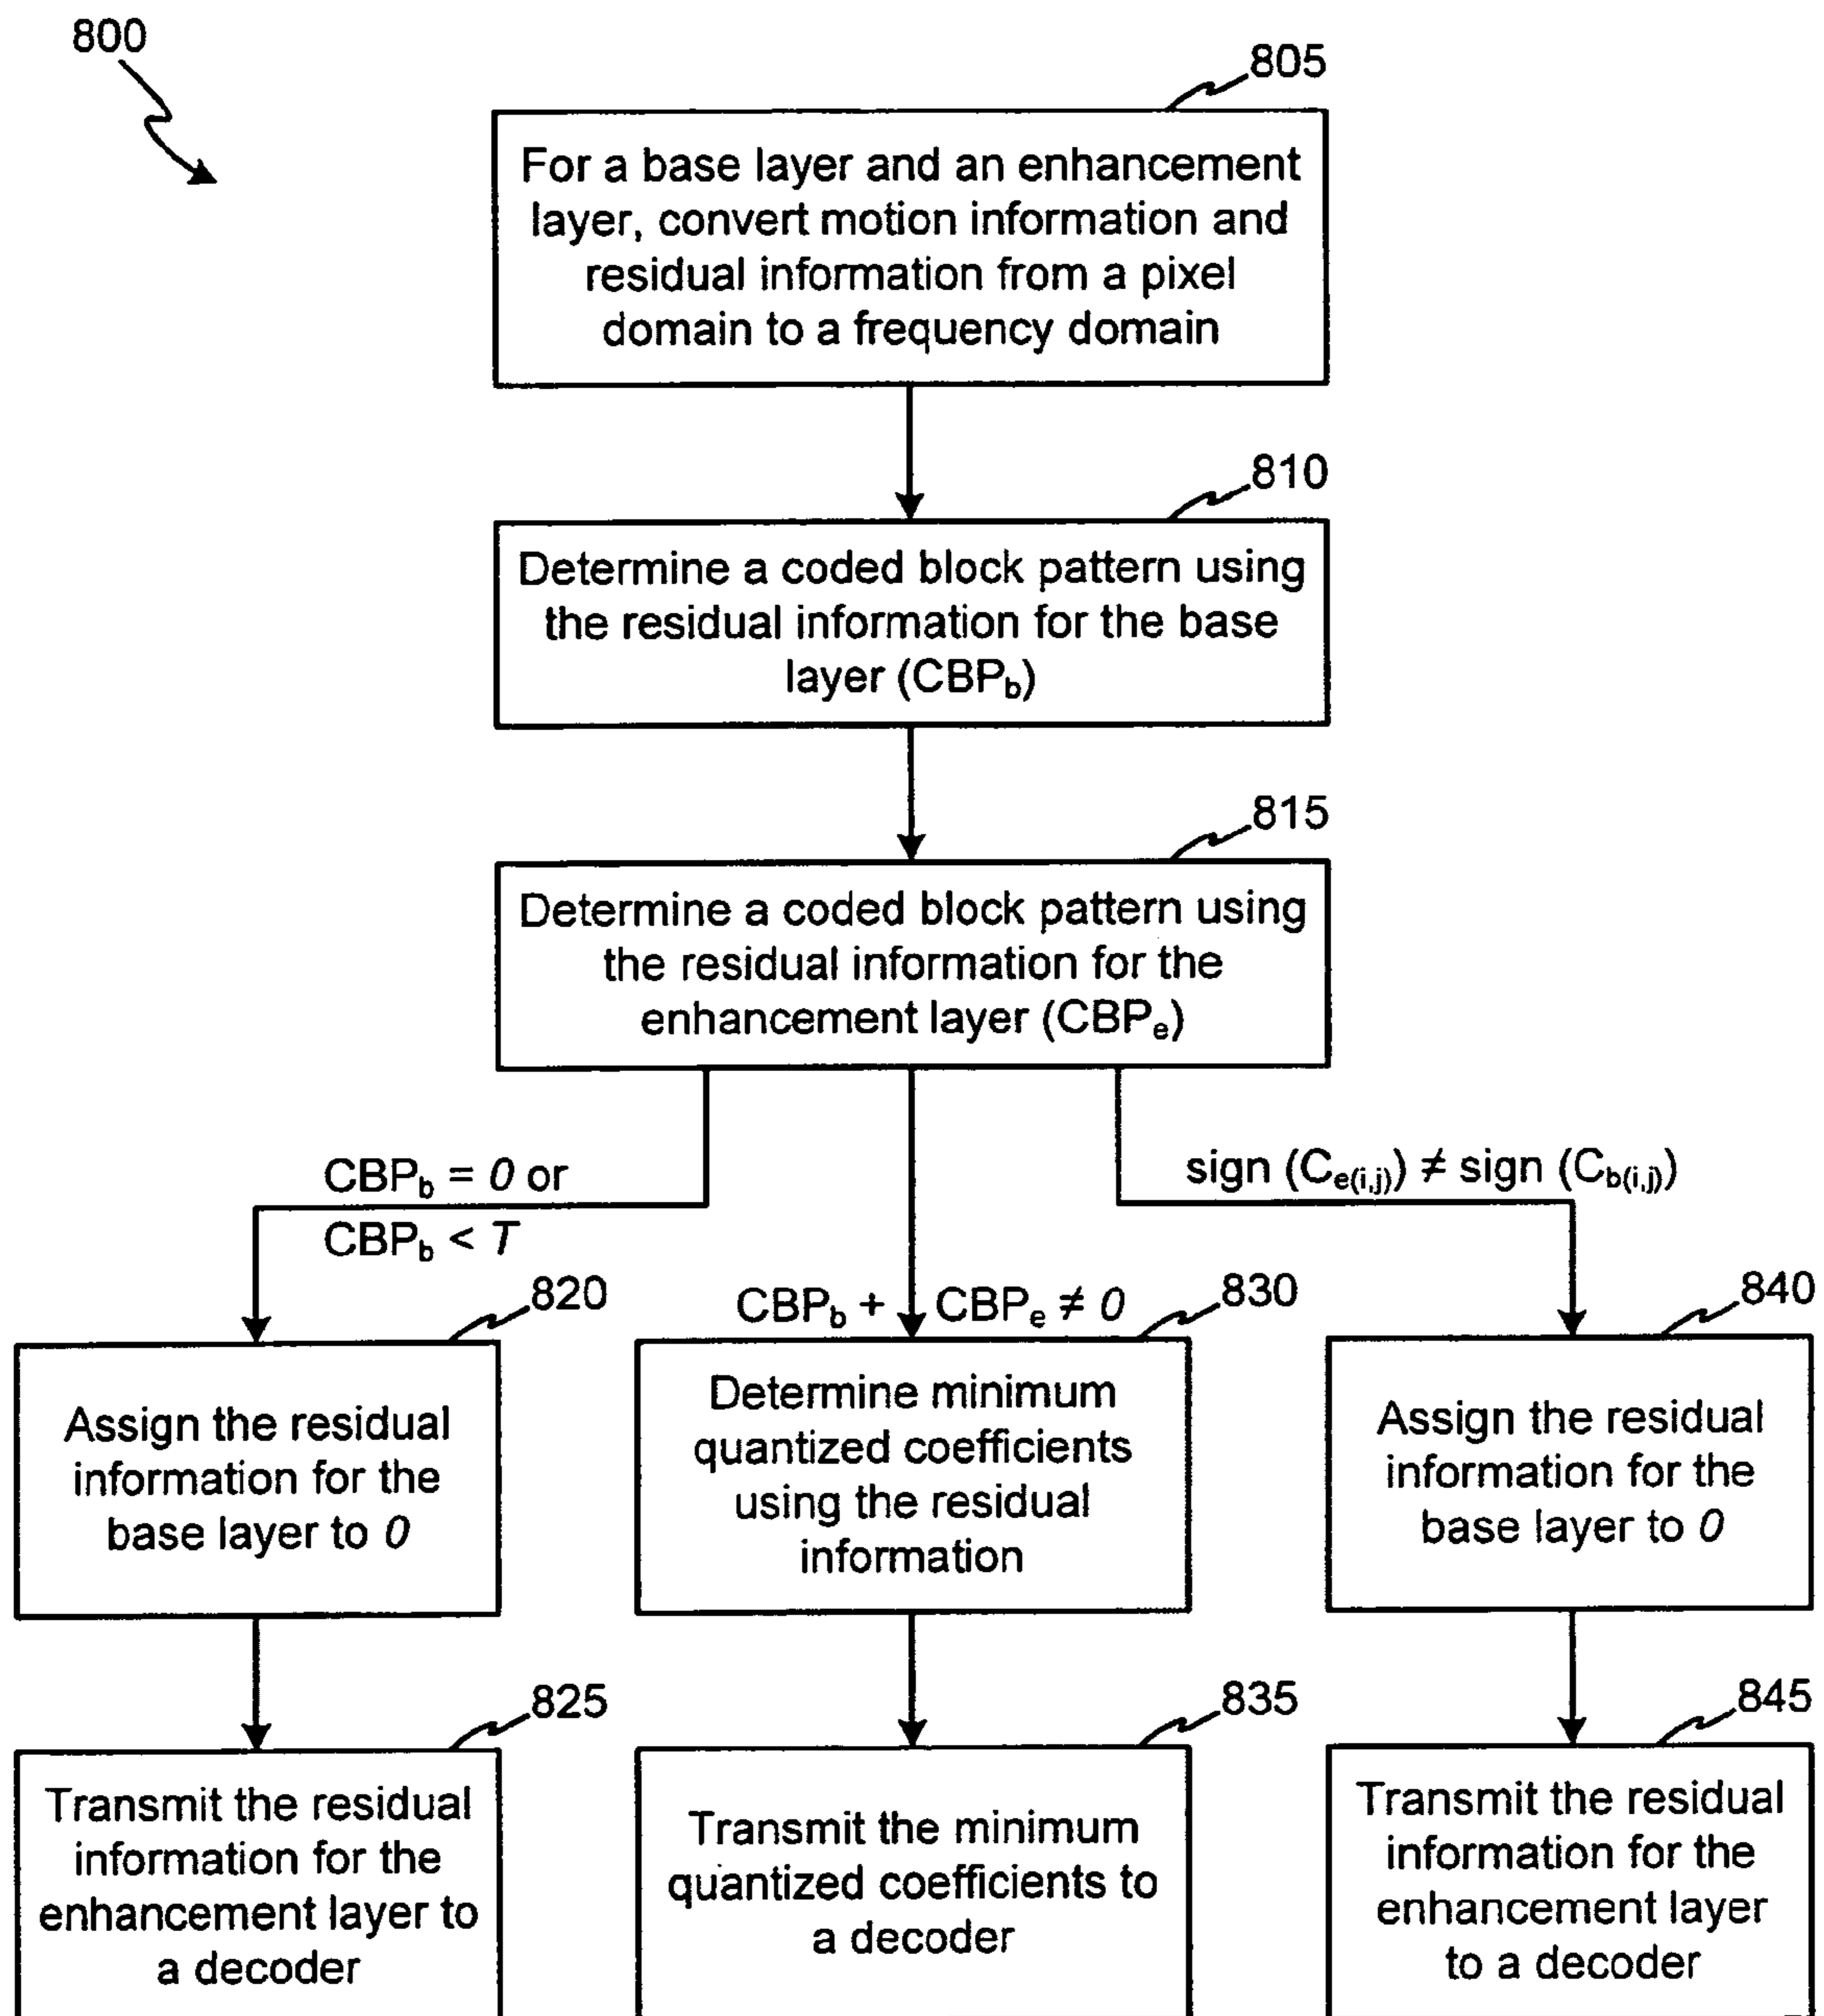 800
805
For a base layer and an enhancement
layer, convert motion information and
residual information from a pixel
domain to a frequency domain
810
Determine a coded block pattern using
the residual information for the base
layer (CBPb)
815
Determine a coded block pattern using
the residual information for the
enhancement layer (CBPe)
CBPb = 0 or
CBPb < T
CBPb + CBPe ≠ 0
sign (Ce(i,j)) ≠ sign (Cb(i,j))
820
Assign the residual
information for the
base layer to 0
830
Determine minimum
quantized coefficients
using the residual
information
840
Assign the residual
information for the
base layer to 0
825
Transmit the residual
information for the
enhancement layer to
a decoder
835
Transmit the minimum
quantized coefficients to
a decoder
845
Transmit the residual
information for the
enhancement layer
to a decoder